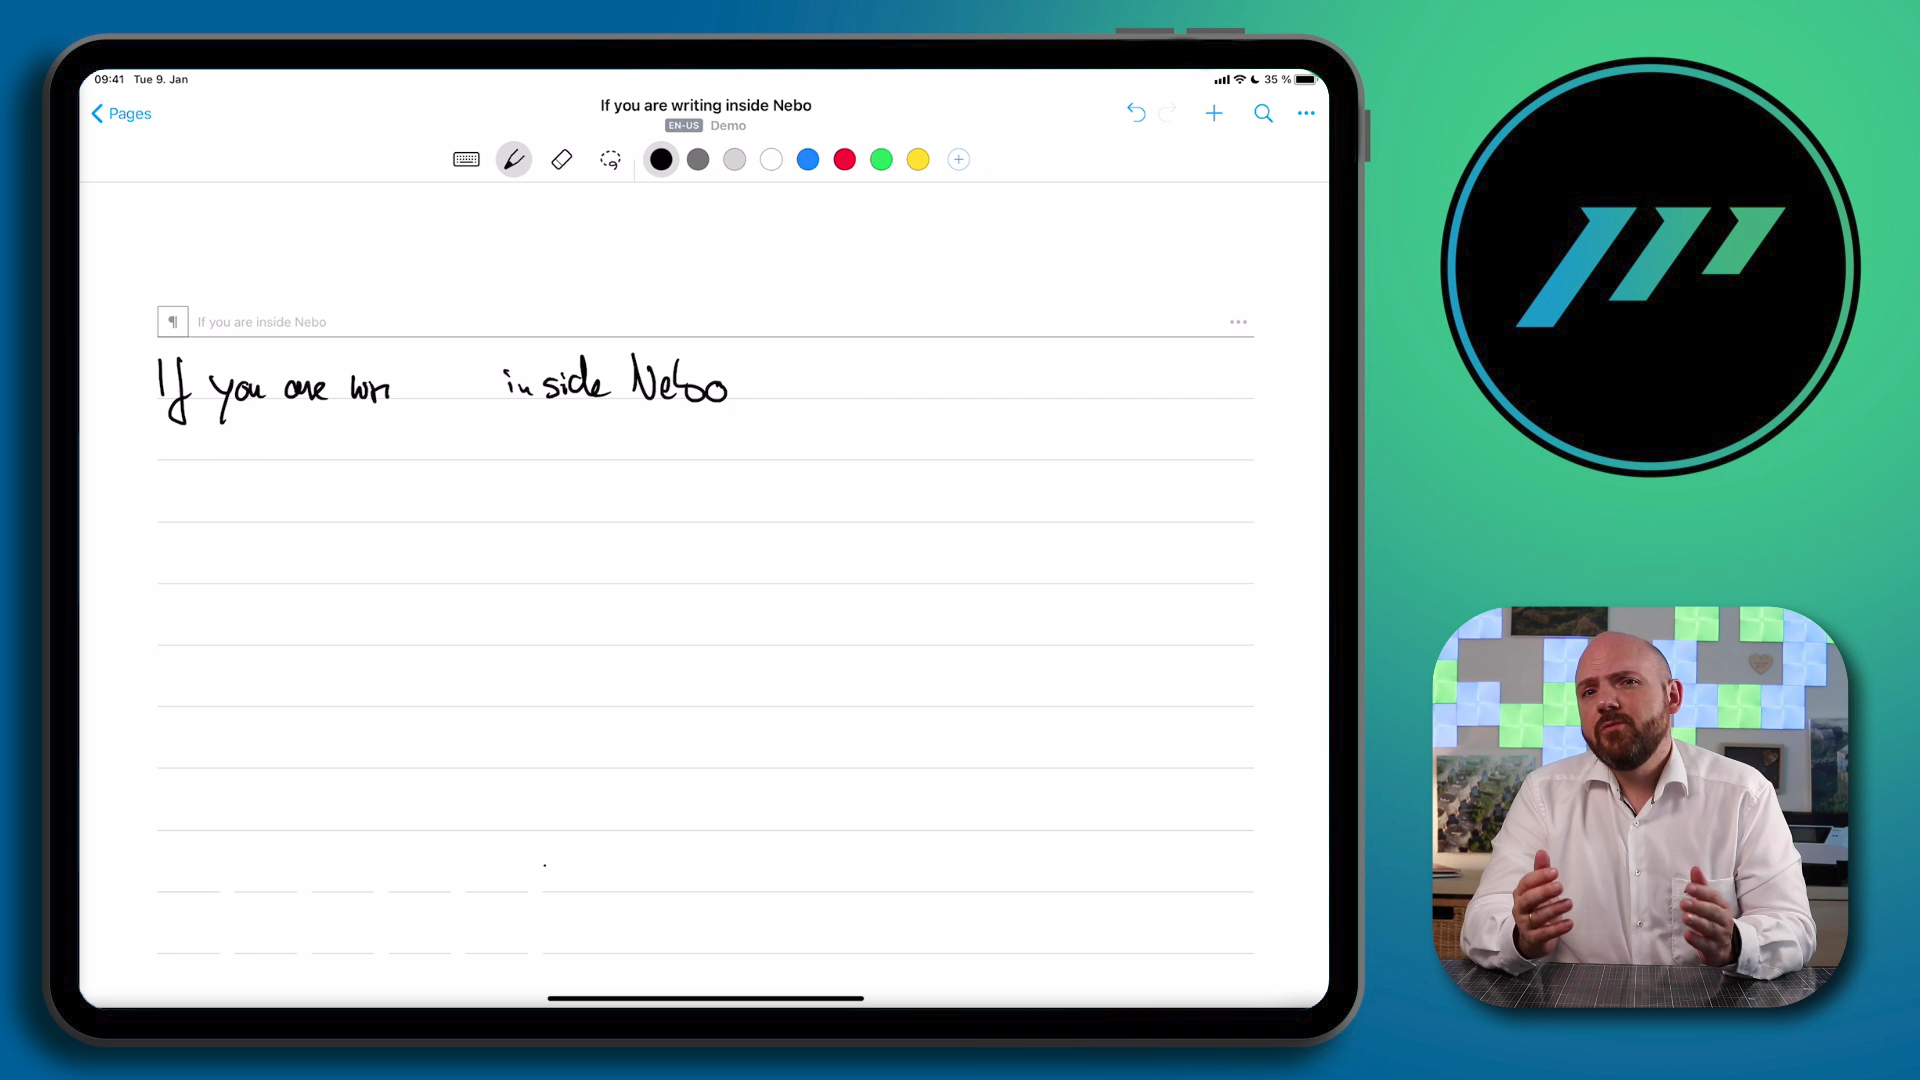 09:41 Tue 9. Jan
35 %
Pages
If you are writing inside Nebo
EN-US Demo
If you are inside Nebo
If you are wri inside Nebo